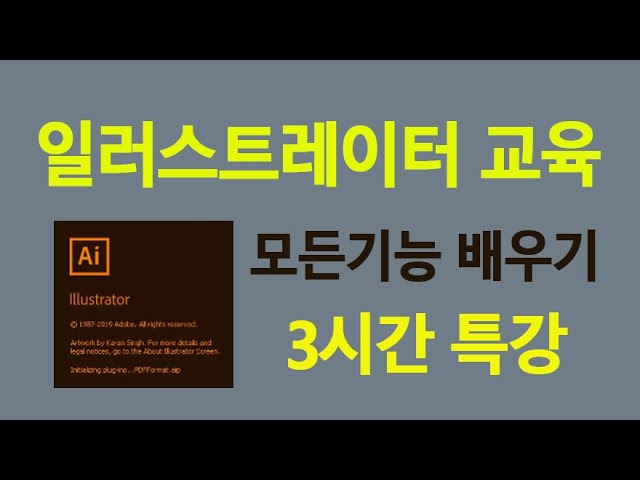 일러스트레이터 교육
모든기능 배우기
3시간 특강
Ai
Illustrator
© 1987-2019 Adobe. All rights reserved.
Artwork by Karan Singh. For more details and
legal notices, go to the About Illustrator Screen.
Initializing plug-ins...PDFFormat.aip